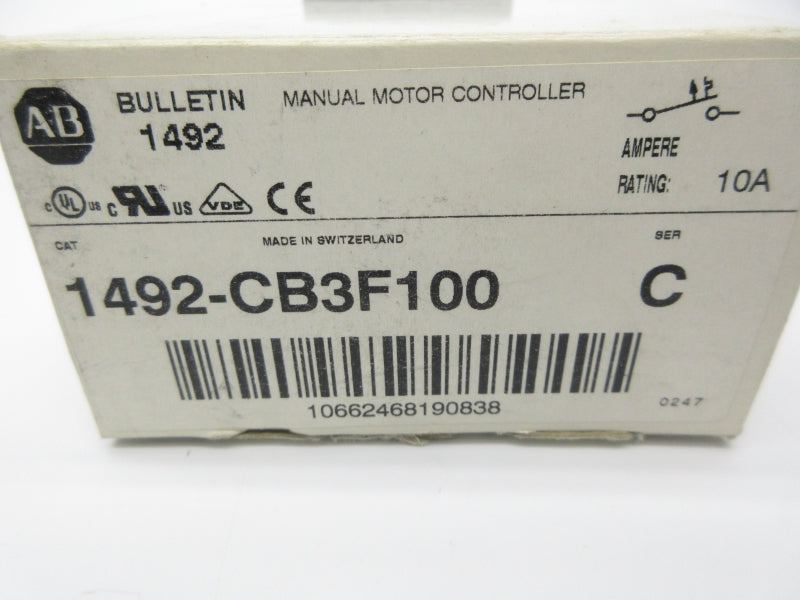 AB
BULLETIN
1492
MANUAL MOTOR CONTROLLER
AMPERE
RATING: 10A
c UL us c RU US VDE CE
CAT
MADE IN SWITZERLAND
SER
1492-CB3F100
C
10662468190838
0247